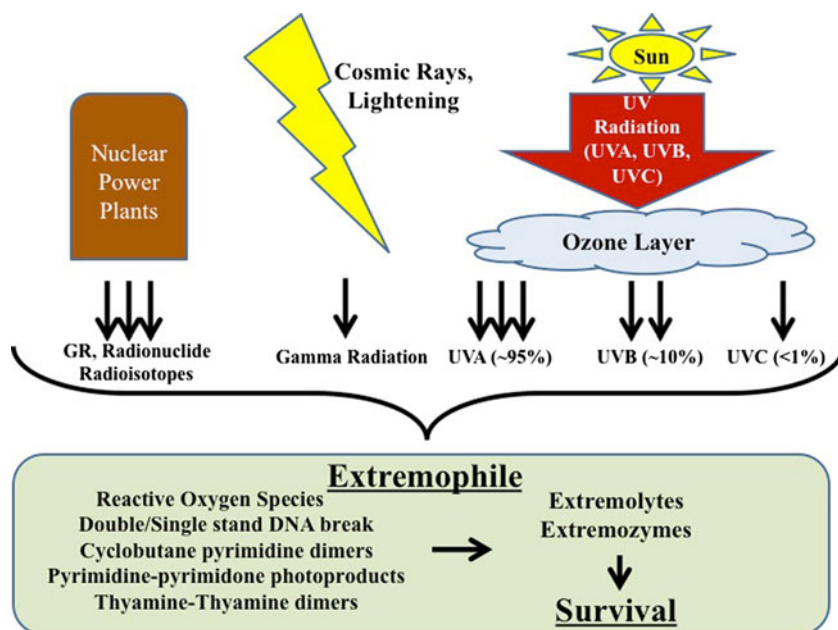 Nuclear
Power
Plants
Cosmic Rays,
Lightening
Sun
UV
Radiation
(UVA, UVB,
UVC)
Ozone Layer
GR, Radionuclide
Radioisotopes
Gamma Radiation
UVA (~95%)
UVB (~10%)
UVC (<1%)
Extremophile
Reactive Oxygen Species
Double/Single stand DNA break
Cyclobutane pyrimidine dimers
Pyrimidine-pyrimidone photoproducts
Thyamine-Thyamine dimers
Extremolytes
Extremozymes
Survival